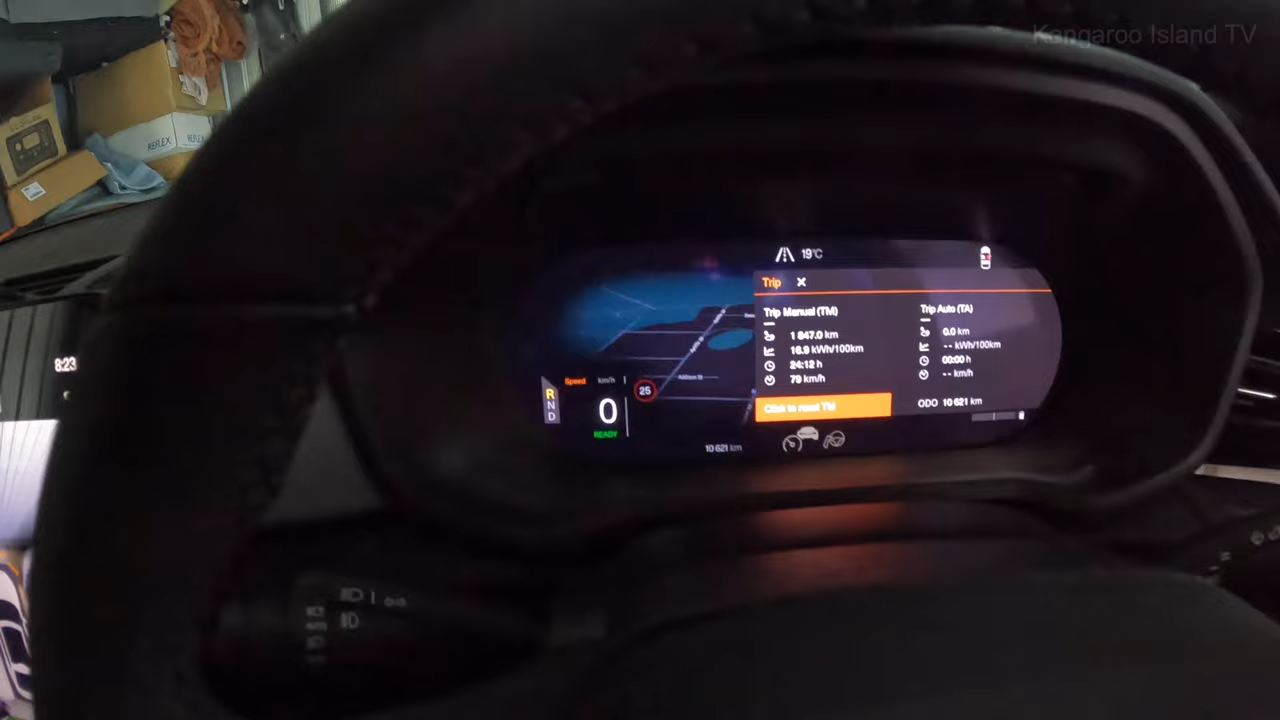 Kangaroo Island TV
KERLEX
19°C
Trip
Trip Manual (TM)
1 847.0 km
16.9 kWh/100km
24:12 h
79 km/h
Click to reset TM
Trip Auto (TA)
0.0 km
-- kWh/100km
00:00 h
-- km/h
ODO 10 621 km
Speed km/h
25
R
N
D
0
READY
10 621 km
8:23